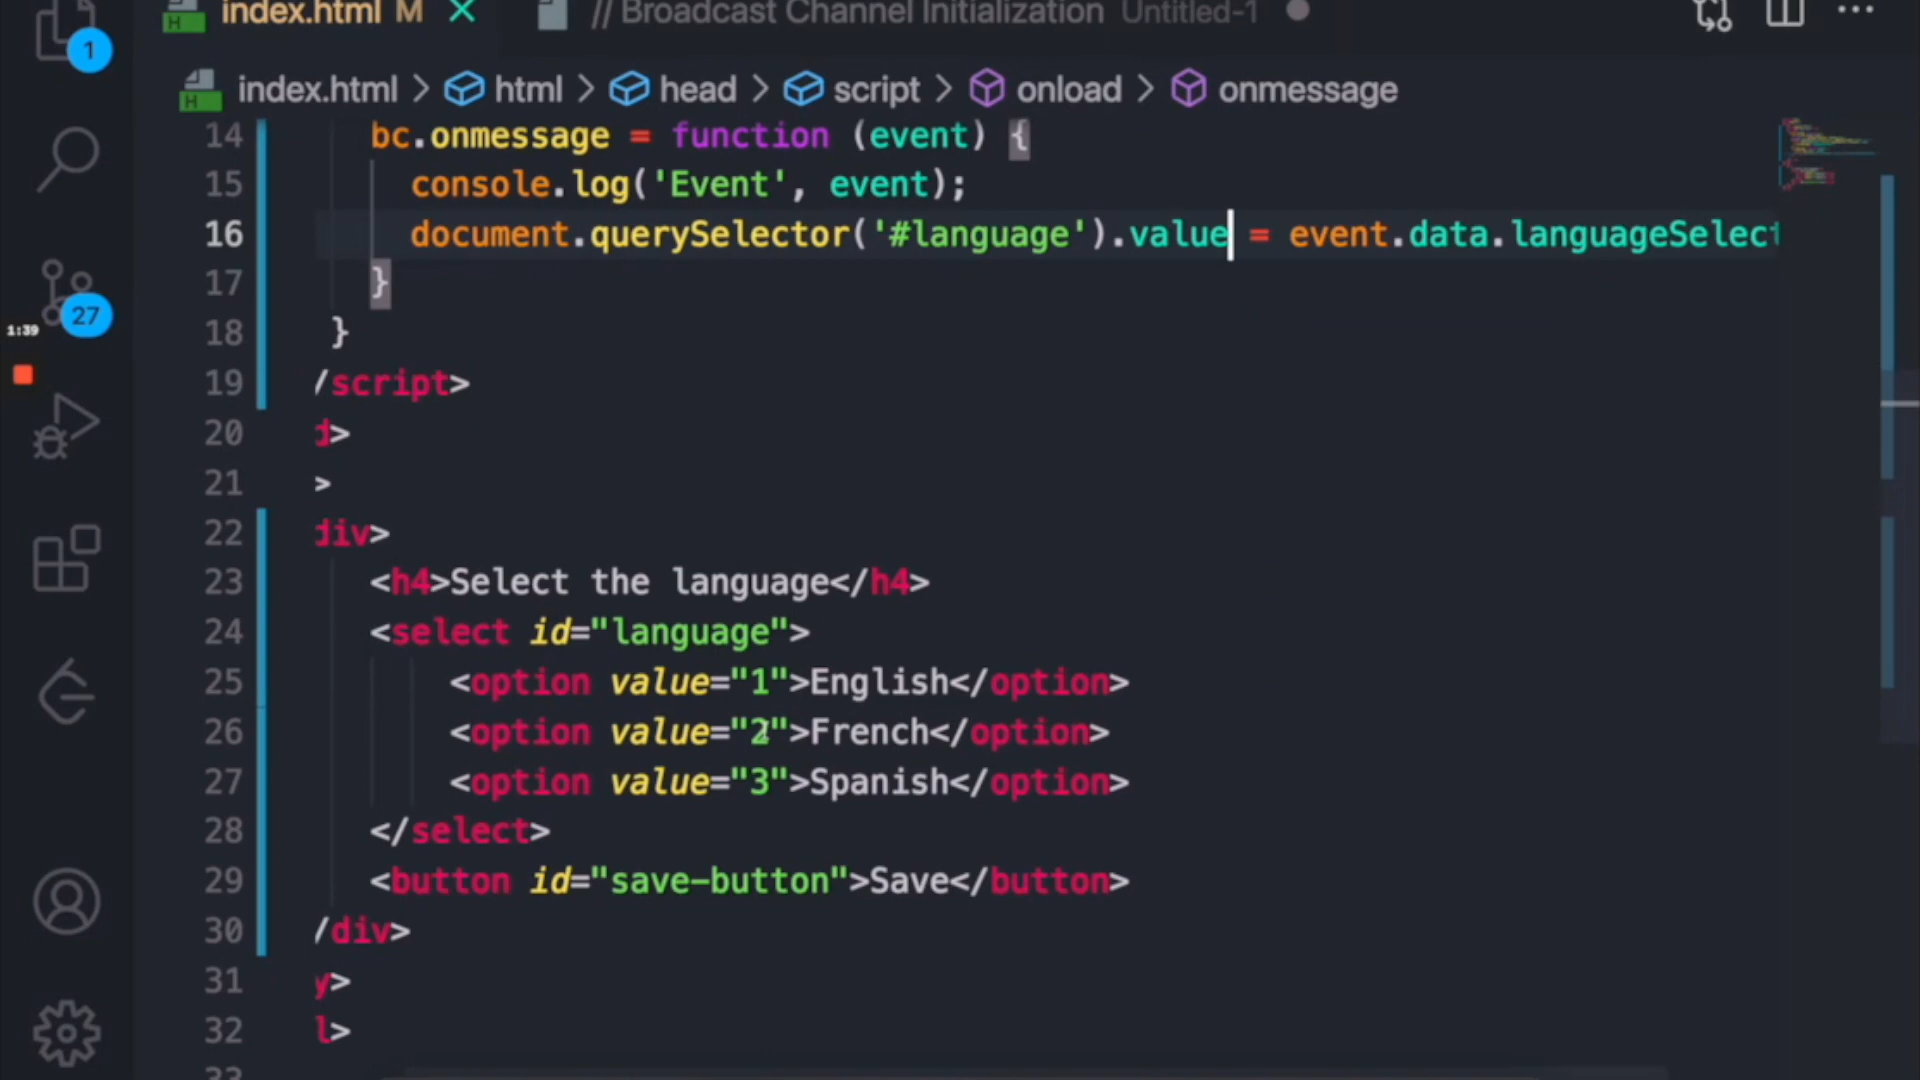 index.html M // Broadcast Channel Initialization Untitled-1
1
index.html > html > head > script > onload > onmessage
14 bc.onmessage = function (event) {
15 console.log('Event', event);
16 document.querySelector('#language').value = event.data.languageSelect
17 }
27
18 }
1:39
19 /script>
20 d>
21 >
22 div>
23 <h4>Select the language</h4>
24 <select id="language">
25 <option value="1">English</option>
26 <option value="2">French</option>
27 <option value="3">Spanish</option>
28 </select>
29 <button id="save-button">Save</button>
30 /div>
31 y>
32 l>
33